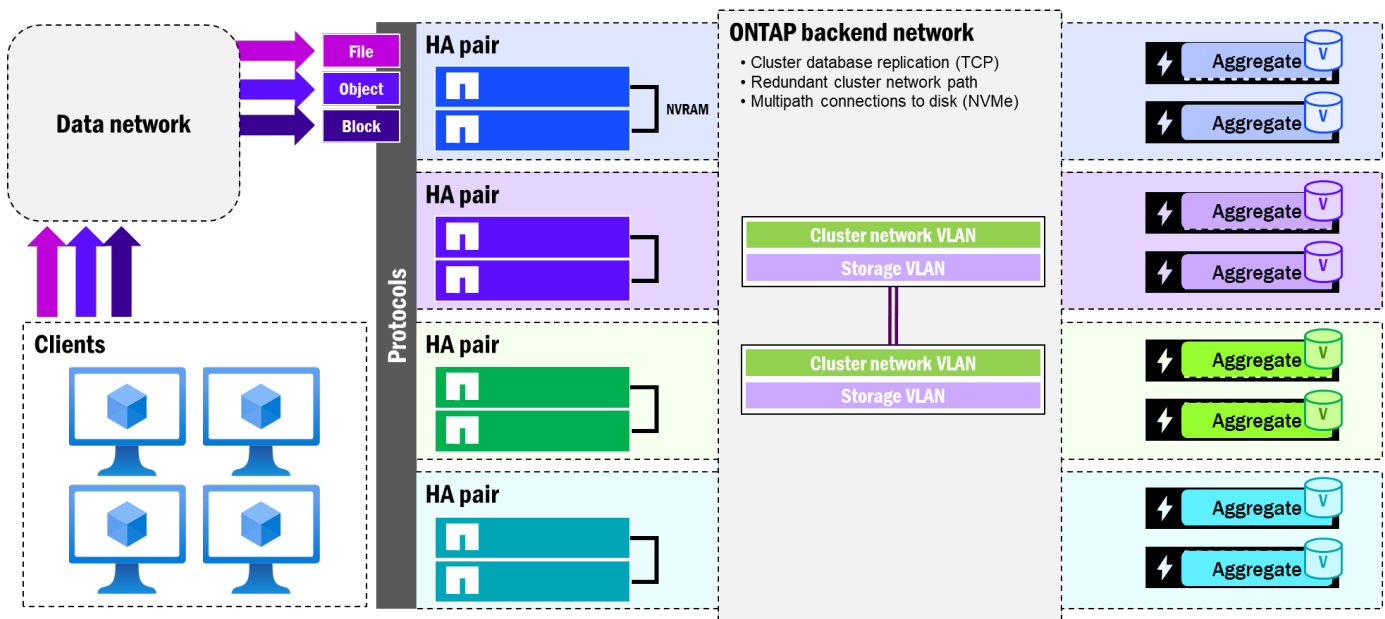 Data network
File
Object
Block
Clients
Protocols
HA pair
NVRAM
HA pair
HA pair
HA pair
ONTAP backend network
• Cluster database replication (TCP)
• Redundant cluster network path
• Multipath connections to disk (NVMe)
Cluster network VLAN
Storage VLAN
Cluster network VLAN
Storage VLAN
Aggregate V
Aggregate V
Aggregate V
Aggregate V
Aggregate V
Aggregate V
Aggregate V
Aggregate V